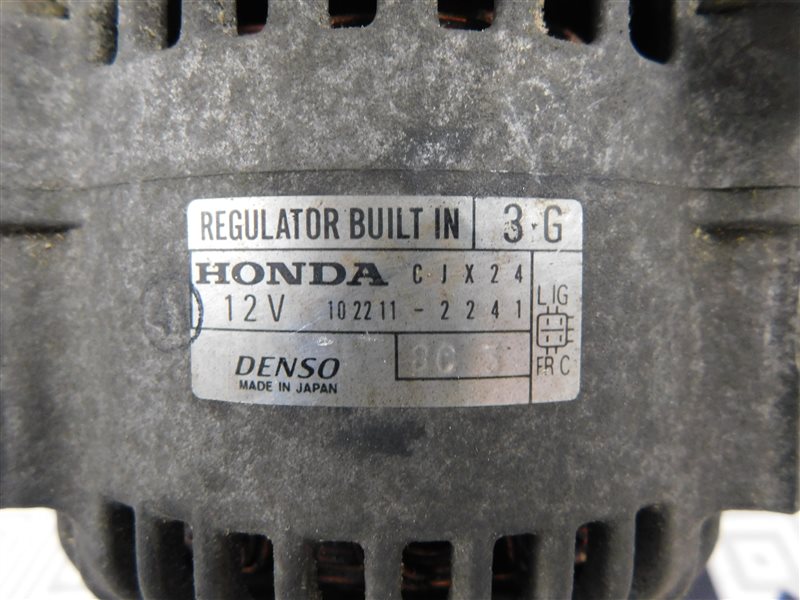 REGULATOR BUILT IN 3·G
HONDA CJX24
12V 102211-2241
L IG
FR C
DENSO
MADE IN JAPAN